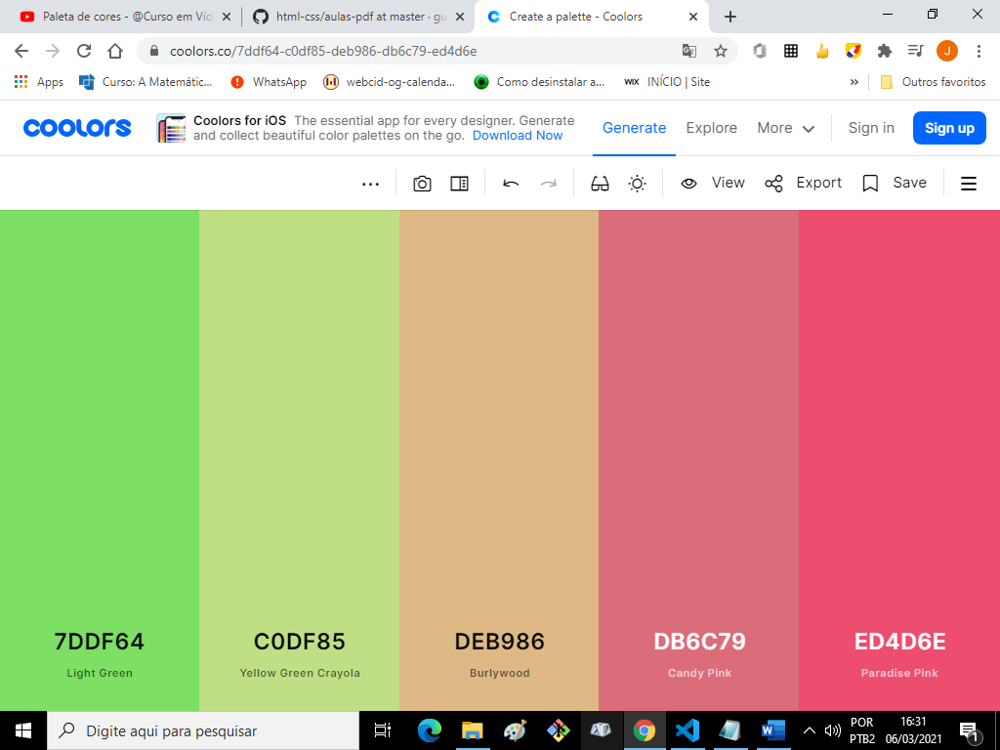 Paleta de cores - @Curso em Víd
html-css/aulas-pdf at master · gu
Create a palette - Coolors
coolors.co/7ddf64-c0df85-deb986-db6c79-ed4d6e
J
Apps
Curso: A Matemátic...
WhatsApp
webcid-og-calenda...
Como desinstalar a...
WIX
INÍCIO | Site
»
Outros favoritos
coolors
Coolors for iOS The essential app for every designer. Generate
and collect beautiful color palettes on the go. Download Now
Generate
Explore
More
Sign in
Sign up
View
Export
Save
7DDF64
Light Green
C0DF85
Yellow Green Crayola
DEB986
Burlywood
DB6C79
Candy Pink
ED4D6E
Paradise Pink
Digite aqui para pesquisar
POR
PTB2
16:31
06/03/2021
1